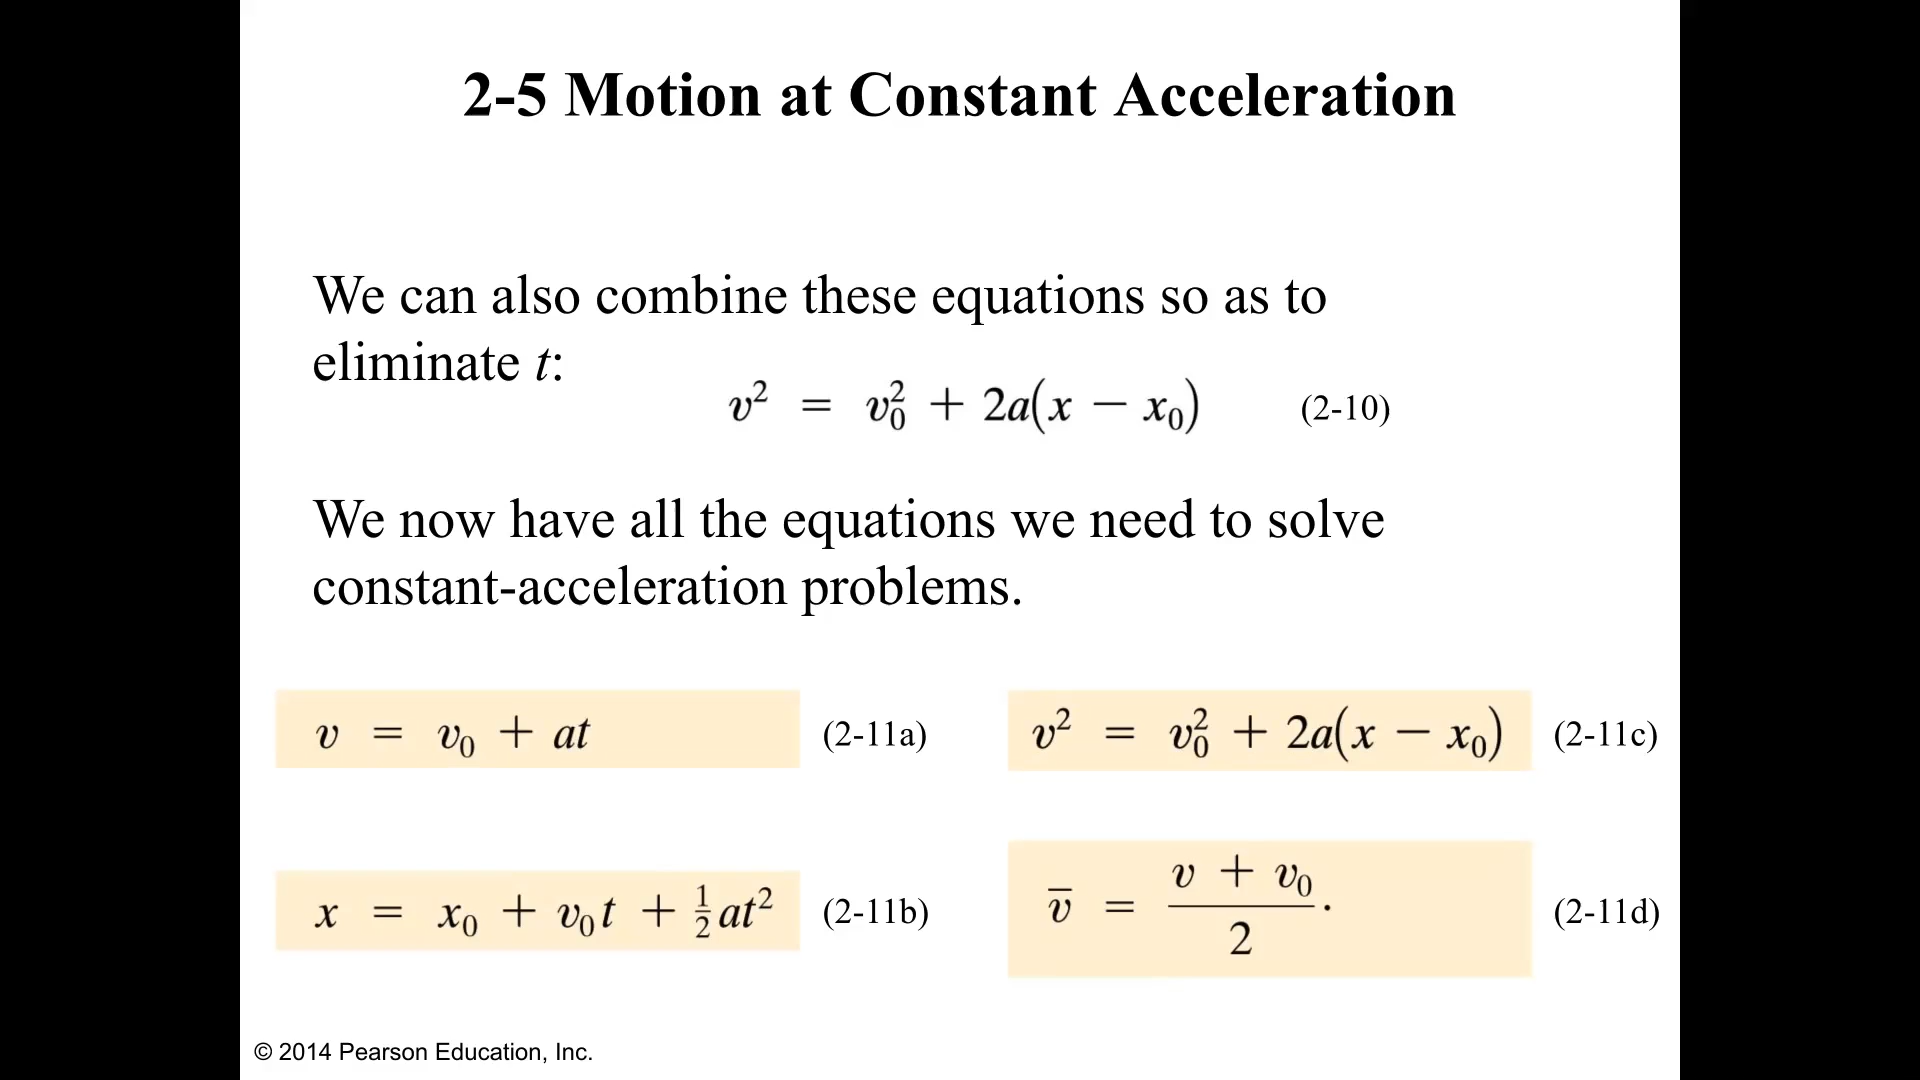 2-5 Motion at Constant Acceleration
We can also combine these equations so as to
eliminate t:
v² = v₀² + 2a(x − x₀) (2-10)
We now have all the equations we need to solve
constant-acceleration problems.
v = v₀ + at (2-11a)
v² = v₀² + 2a(x − x₀) (2-11c)
x = x₀ + v₀t + ½at² (2-11b)
v̄ = (v + v₀)/2. (2-11d)
© 2014 Pearson Education, Inc.